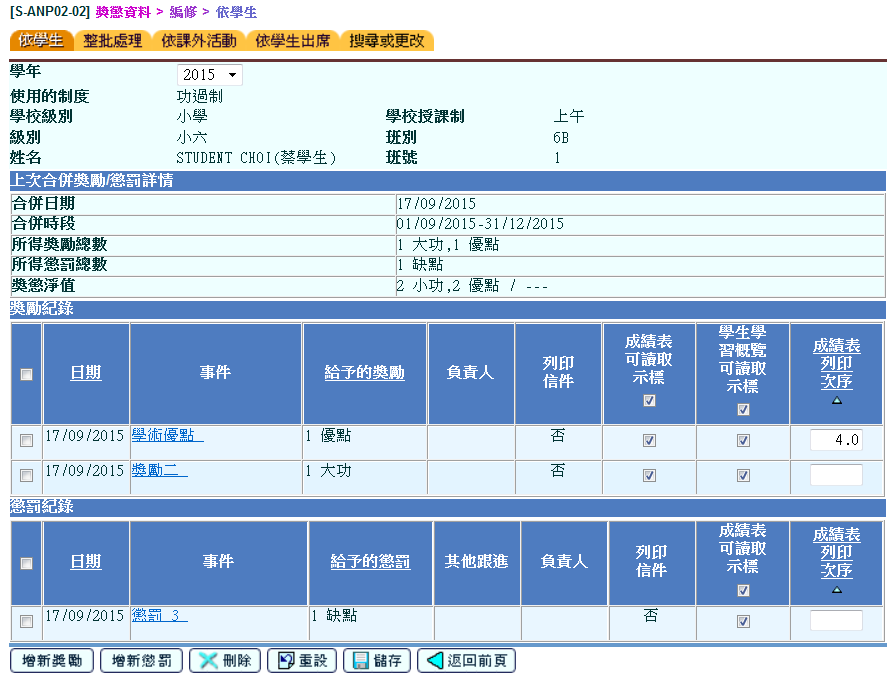 [S-ANP02-02] 獎懲資料 > 編修 > 依學生
依學生 整批處理 依課外活動 依學生出席 搜尋或更改
學年 2015
使用的制度 功過制
學校級別 小學 學校授課制 上午
級別 小六 班別 6B
姓名 STUDENT CHOI(蔡學生) 班號 1
上次合併獎勵/懲罰詳情
合併日期 17/09/2015
合併時段 01/09/2015-31/12/2015
所得獎勵總數 1 大功,1 優點
所得懲罰總數 1 缺點
獎懲淨值 2 小功,2 優點 / ---
獎勵紀錄
日期 事件 給予的獎勵 負責人 列印信件 成績表可讀取示標 學生學習概覽可讀取示標 成績表列印次序
17/09/2015 學術優點 1 優點 否 4.0
17/09/2015 獎勵二 1 大功 否
懲罰紀錄
日期 事件 給予的懲罰 其他跟進 負責人 列印信件 成績表可讀取示標 成績表列印次序
17/09/2015 懲罰 3 1 缺點 否
增新獎勵 增新懲罰 刪除 重設 儲存 返回前頁